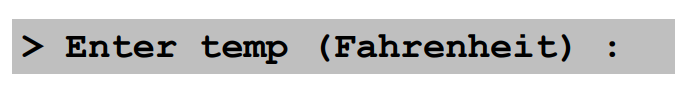 > Enter temp (Fahrenheit) :